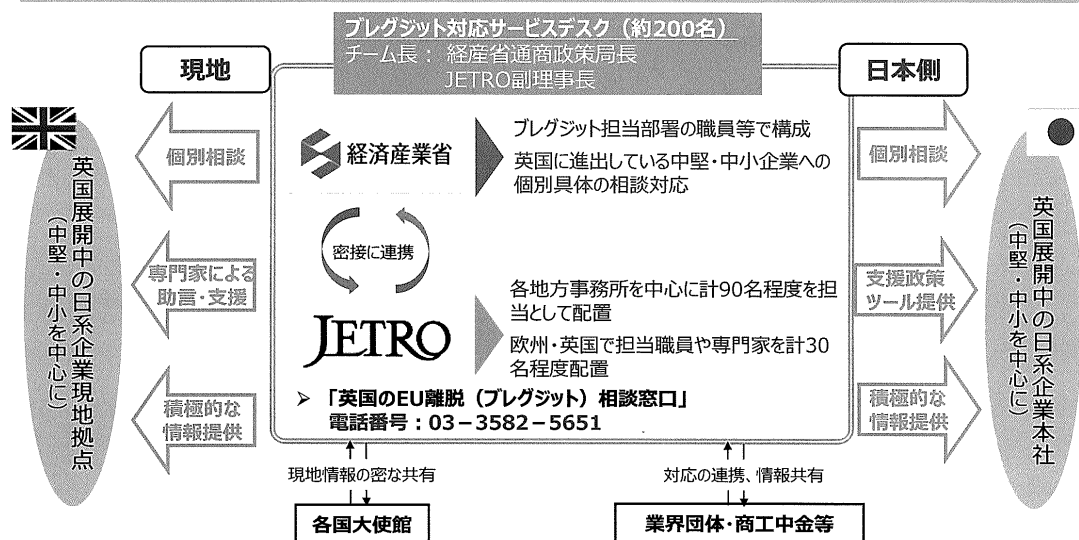 ブレグジット対応サービスデスク（約200名）
チーム長： 経産省通商政策局長
JETRO副理事長
現地
日本側
英国展開中の日系企業現地拠点
（中堅・中小を中心に）
個別相談
専門家による
助言・支援
積極的な
情報提供
経済産業省
ブレグジット担当部署の職員等で構成
英国に進出している中堅・中小企業への
個別具体の相談対応
密接に連携
JETRO
各地方事務所を中心に計90名程度を担
当として配置
欧州・英国で担当職員や専門家を計30
名程度配置
➢ 「英国のEU離脱（ブレグジット）相談窓口」
電話番号：03－3582－5651
個別相談
支援政策
ツール提供
積極的な
情報提供
英国展開中の日系企業本社
（中堅・中小を中心に）
現地情報の密な共有
対応の連携、情報共有
各国大使館
業界団体・商工中金等